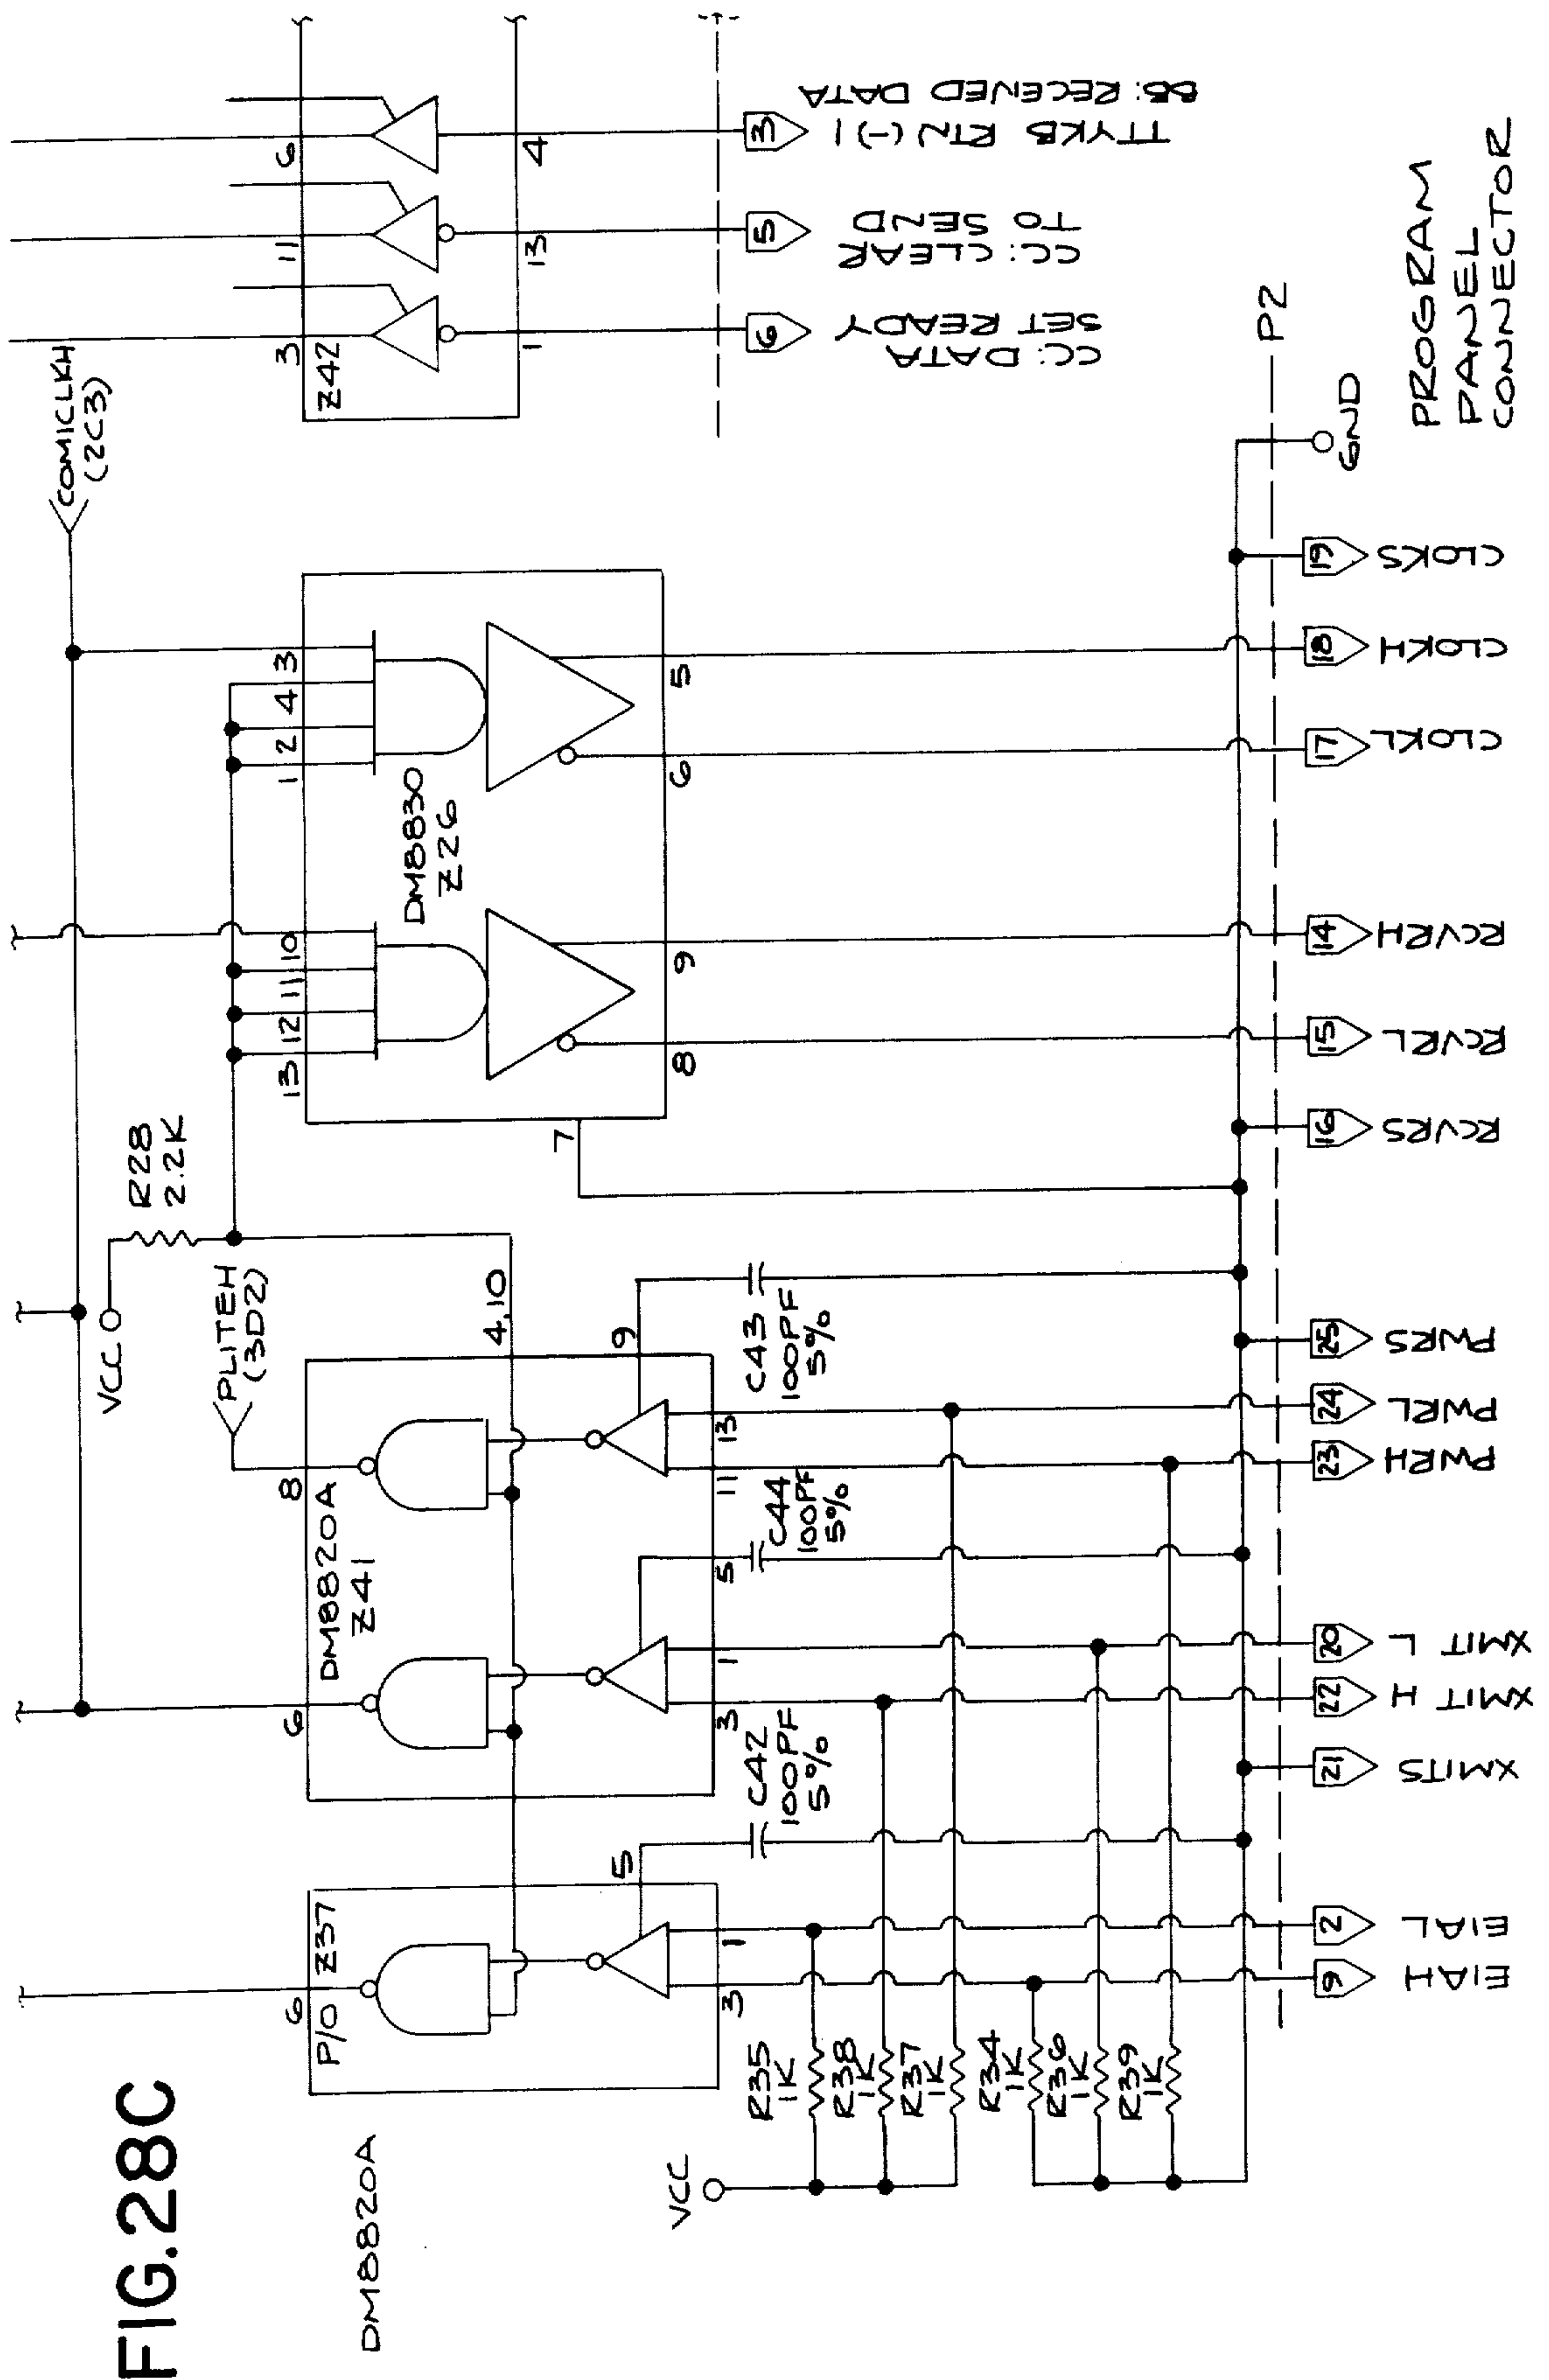 FIG.28C
DM8820A
P/O Z37
6
5
3
1
DM8820A
Z41
6
8
4,10
9
5
3
1
11
13
PLITEH
(3D2)
VCC
R28
2.2K
COMICLKH
(2C3)
DM8830
Z26
13
12
11
10
1
2
4
3
7
8
9
6
5
Z42
3
11
6
1
13
4
6
CC: DATA
SET READY
5
CC: CLEAR
TO SEND
3
TTYKB RTN (-) 1
BB: RECEIVED DATA
C42
100PF
5%
C44
100PF
5%
C43
100PF
5%
VCC
R35
1K
R38
1K
R37
1K
R34
1K
R36
1K
R39
1K
9
EIAH
2
EIAL
21
XMITS
22
XMIT H
20
XMIT L
23
PWRH
24
PWRL
25
PWRS
16
RCVRS
15
RCVRL
14
RCVRH
17
CLOKL
18
CLOKH
19
CLOKS
GND
P2
PROGRAM
PANEL
CONNECTOR